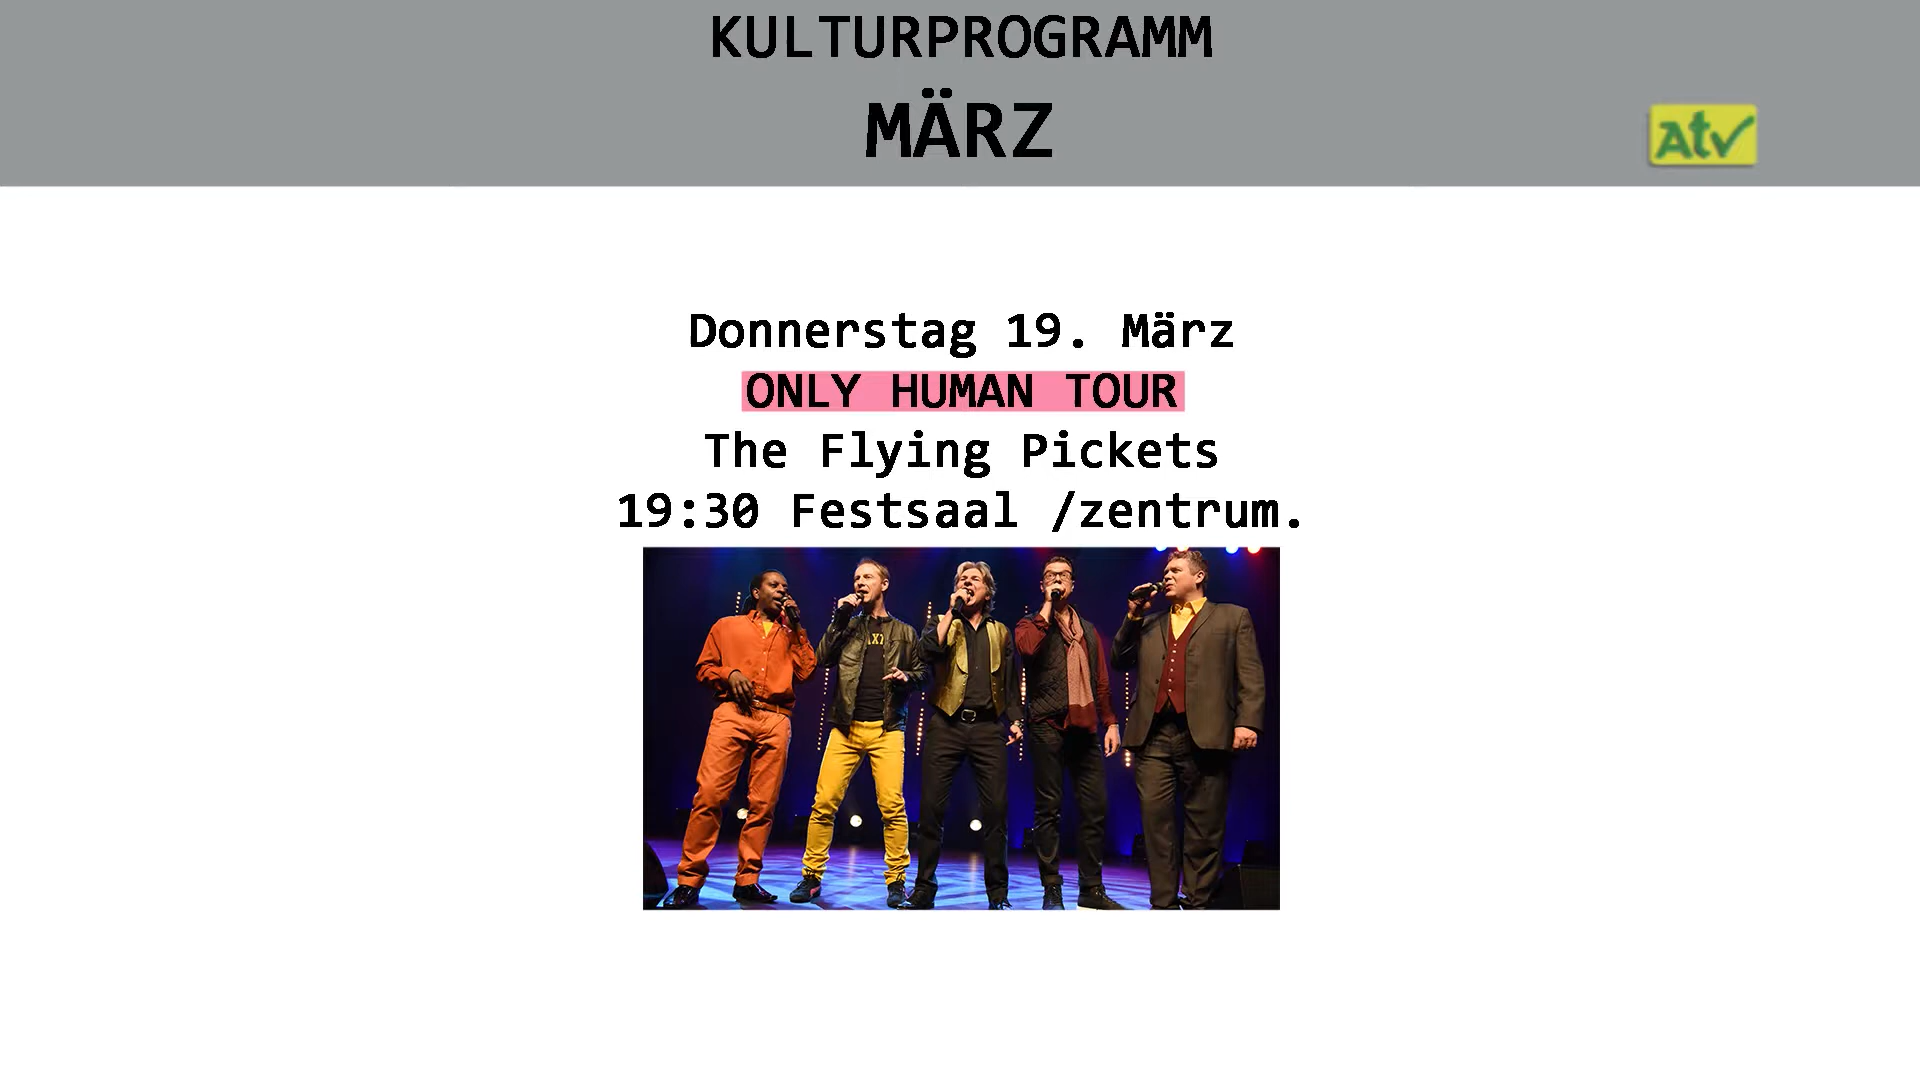 KULTURPROGRAMM
MÄRZ
Atv
Donnerstag 19. März
ONLY HUMAN TOUR
The Flying Pickets
19:30 Festsaal /zentrum.